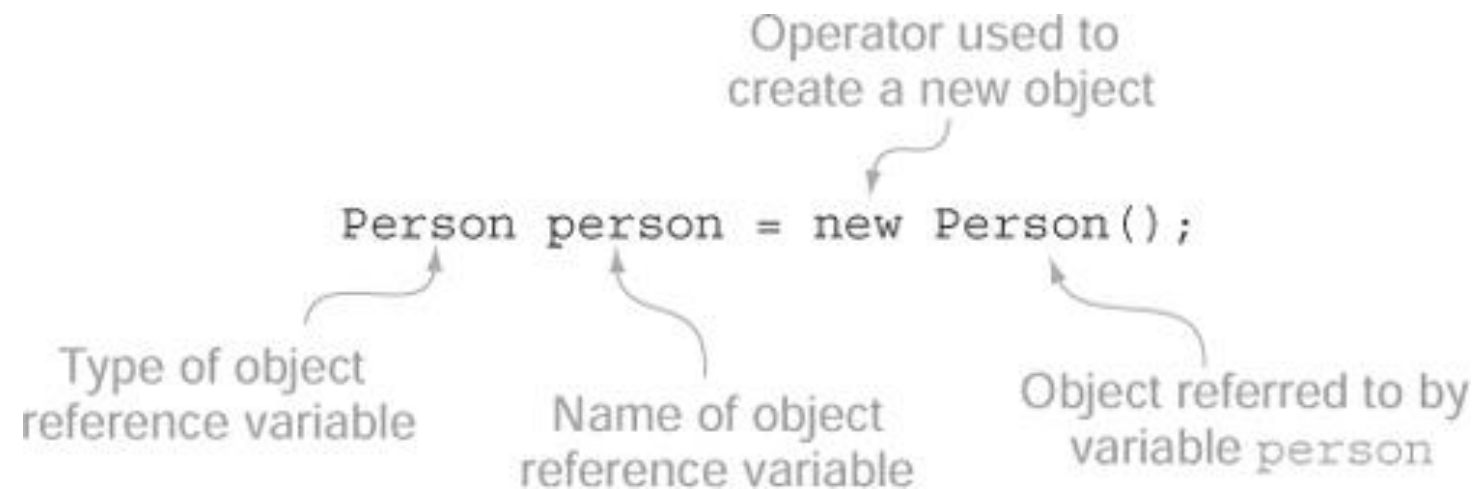 Operator used to
create a new object
Person person = new Person();
Type of object
reference variable
Name of object
reference variable
Object referred to by
variable person